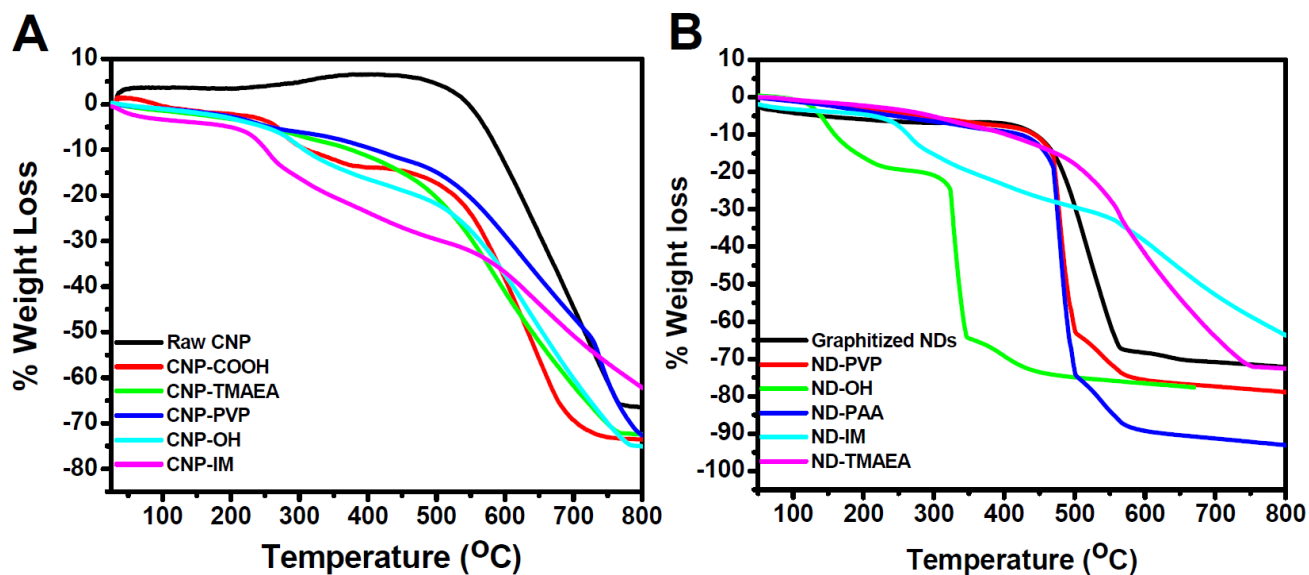 A
10
0
-10
-20
-30
-40
-50
-60
-70
-80
% Weight Loss
Raw CNP
CNP-COOH
CNP-TMAEA
CNP-PVP
CNP-OH
CNP-IM
100 200 300 400 500 600 700 800
Temperature (ºC)
B
10
0
-10
-20
-30
-40
-50
-60
-70
-80
-90
-100
% Weight loss
Graphitized NDs
ND-PVP
ND-OH
ND-PAA
ND-IM
ND-TMAEA
100 200 300 400 500 600 700 800
Temperature (ºC)